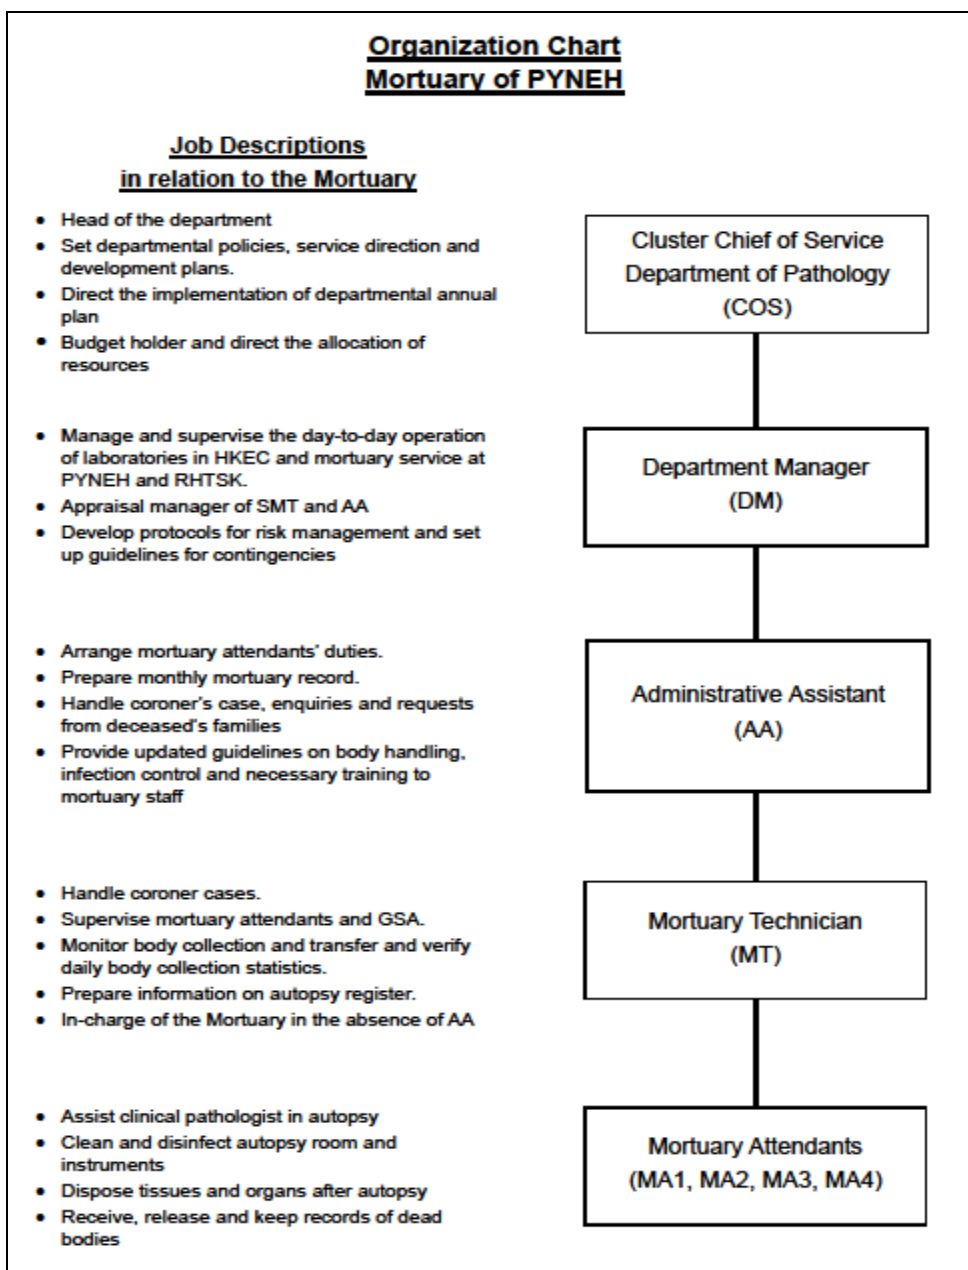 Organization Chart
Mortuary of PYNEH
Job Descriptions
in relation to the Mortuary
• Head of the department
• Set departmental policies, service direction and
development plans.
• Direct the implementation of departmental annual
plan
• Budget holder and direct the allocation of
resources
Cluster Chief of Service
Department of Pathology
(COS)
• Manage and supervise the day-to-day operation
of laboratories in HKEC and mortuary service at
PYNEH and RHTSK.
• Appraisal manager of SMT and AA
• Develop protocols for risk management and set
up guidelines for contingencies
Department Manager
(DM)
• Arrange mortuary attendants' duties.
• Prepare monthly mortuary record.
• Handle coroner's case, enquiries and requests
from deceased's families
• Provide updated guidelines on body handling,
infection control and necessary training to
mortuary staff
Administrative Assistant
(AA)
• Handle coroner cases.
• Supervise mortuary attendants and GSA.
• Monitor body collection and transfer and verify
daily body collection statistics.
• Prepare information on autopsy register.
• In-charge of the Mortuary in the absence of AA
Mortuary Technician
(MT)
• Assist clinical pathologist in autopsy
• Clean and disinfect autopsy room and
instruments
• Dispose tissues and organs after autopsy
• Receive, release and keep records of dead
bodies
Mortuary Attendants
(MA1, MA2, MA3, MA4)